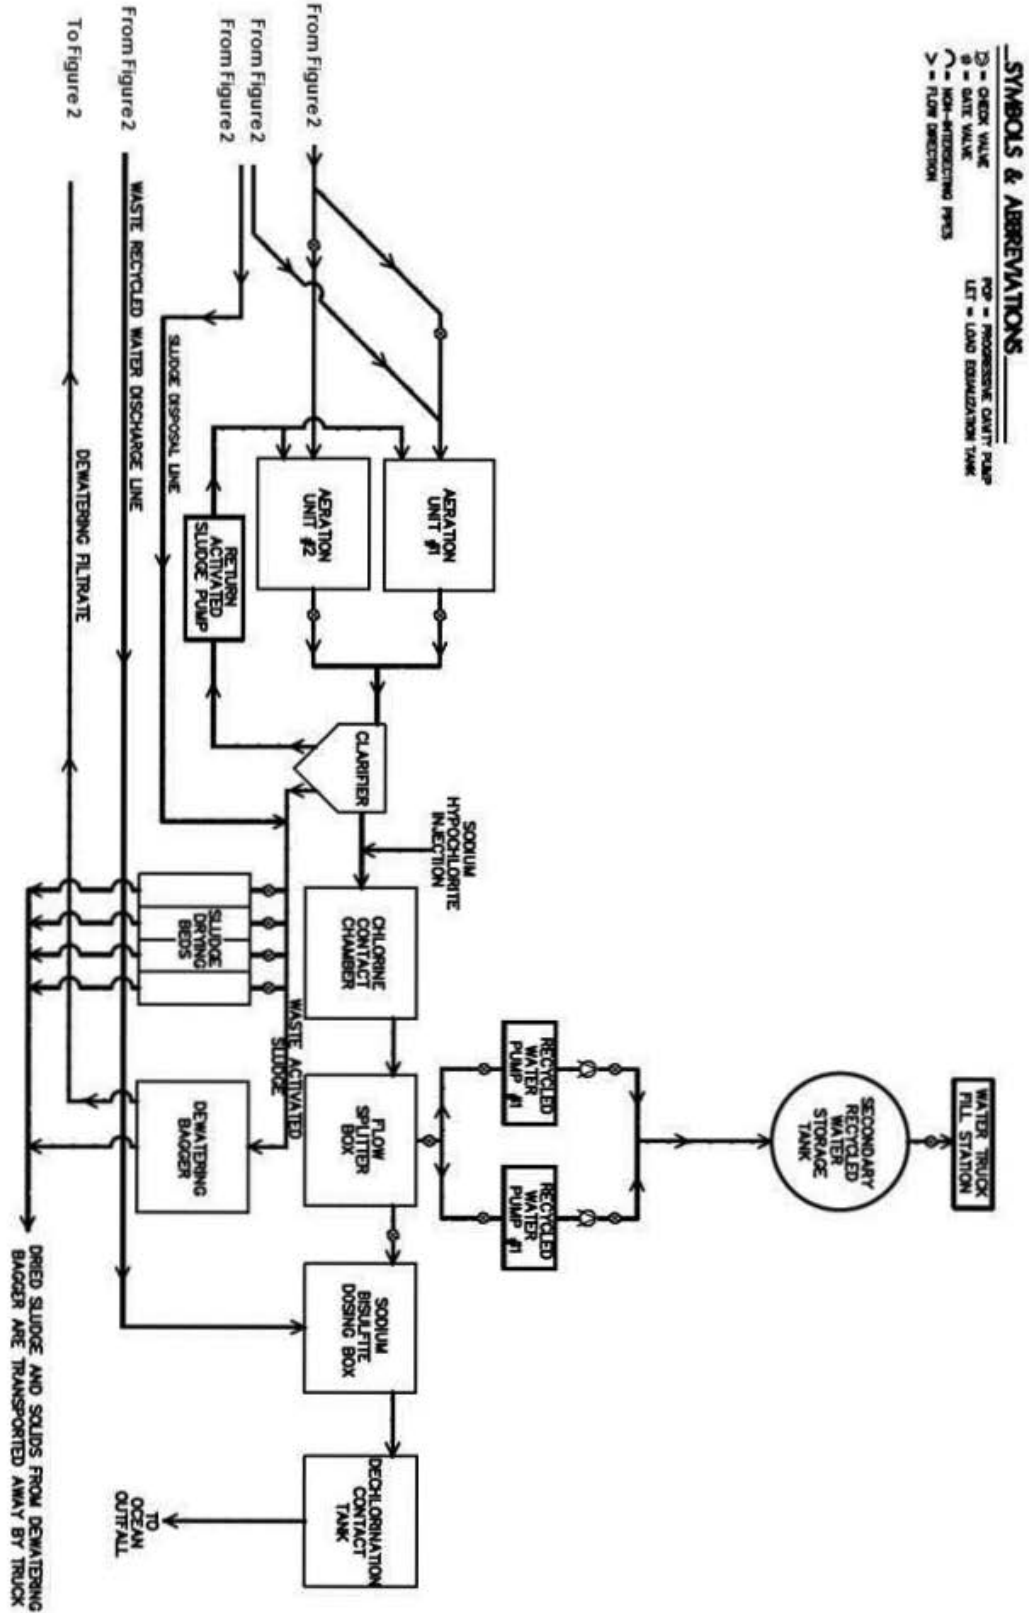 SYMBOLS & ABBREVIATIONS
= CHECK VALVE
= GATE VALVE
= NON-INTERSECTING PIPES
> = FLOW DIRECTION
PCP = PROGRESSIVE CAVITY PUMP
LET = LOAD EQUALIZATION TANK
WATER TRUCK
FILL STATION
SECONDARY
RECYCLED
WATER
STORAGE
TANK
RECYCLED
WATER
PUMP #1
RECYCLED
WATER
PUMP #1
From Figure 2
From Figure 2
From Figure 2
From Figure 2
To Figure 2
AERATION
UNIT #1
AERATION
UNIT #2
RETURN
ACTIVATED
SLUDGE PUMP
CLARIFIER
SODIUM
HYPOCHLORITE
INJECTION
CHLORINE
CONTACT
CHAMBER
FLOW
SPLITTER
BOX
SODIUM
BISULFITE
DOSING BOX
DECHLORINATION
CONTACT
TANK
TO
OCEAN
OUTFALL
WASTE ACTIVATED
SLUDGE
SLUDGE
DRYING
BEDS
DEWATERING
BAGGER
SLUDGE DISPOSAL LINE
WASTE RECYCLED WATER DISCHARGE LINE
DEWATERING FILTRATE
DRIED SLUDGE AND SOLIDS FROM DEWATERING
BAGGER ARE TRANSPORTED AWAY BY TRUCK